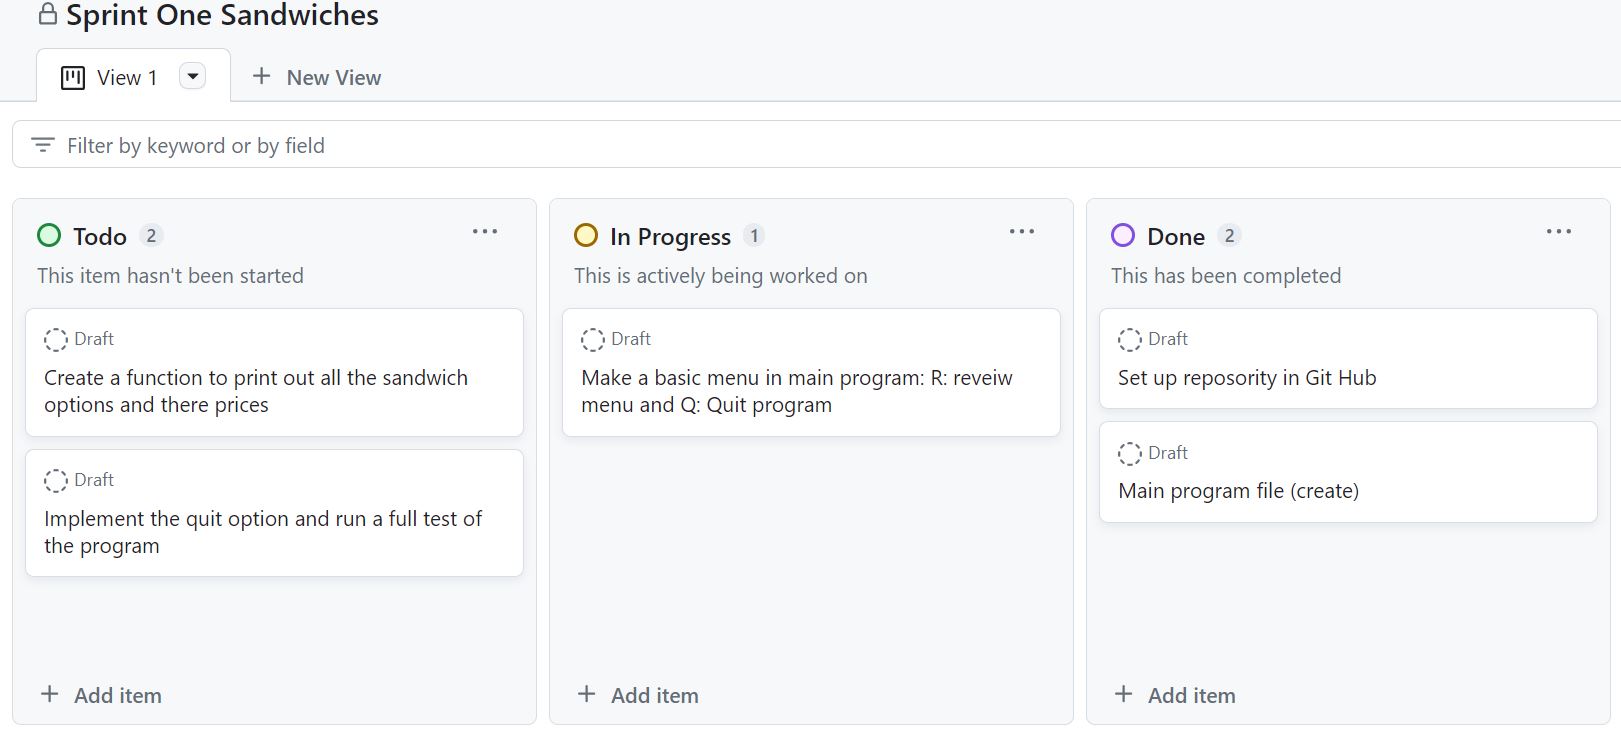 Sprint One Sandwiches
View 1
New View
Filter by keyword or by field
Todo 2
This item hasn't been started
Draft
Create a function to print out all the sandwich
options and there prices
Draft
Implement the quit option and run a full test of
the program
Add item
In Progress 1
This is actively being worked on
Draft
Make a basic menu in main program: R: reveiw
menu and Q: Quit program
Add item
Done 2
This has been completed
Draft
Set up reposority in Git Hub
Draft
Main program file (create)
Add item